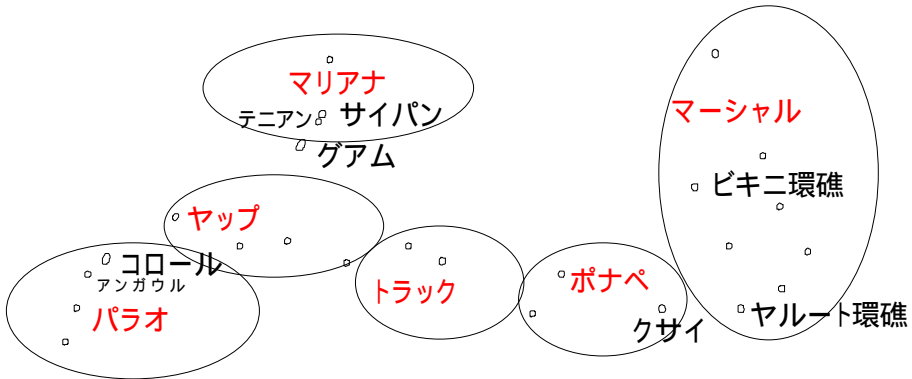 マリアナ
テニアン
サイパン
グアム
マーシャル
ビキニ環礁
ヤップ
コロール
アンガウル
パラオ
トラック
ポナペ
クサイ
ヤルート環礁